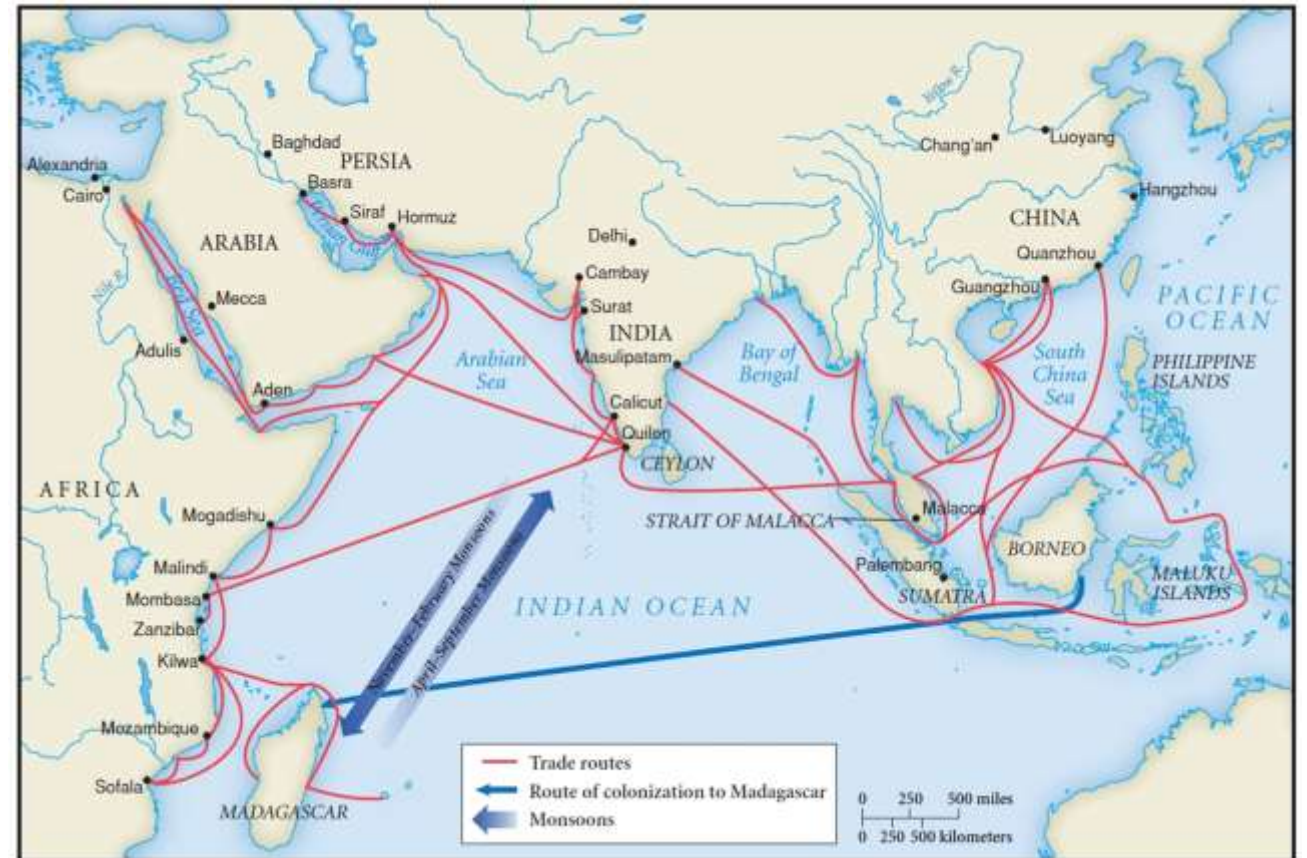 Yellow R.
Baghdad
Chang'an
Luoyang
PERSIA
Alexandria
Cairo
Basra
Hangzhou
Siraf
Hormuz
Persian Gulf
CHINA
ARABIA
Delhi
Quanzhou
Nile R.
Cambay
Guangzhou
Red Sea
Mecca
Surat
PACIFIC
OCEAN
INDIA
Adulis
Arabian
Sea
Masulipatam
Bay of
Bengal
South
China
Sea
PHILIPPINE
ISLANDS
Aden
Calicut
Quilon
CEYLON
AFRICA
Mogadishu
STRAIT OF MALACCA
Malacca
BORNEO
Malindi
Palembang
MALUKU
ISLANDS
Mombasa
SUMATRA
INDIAN OCEAN
Zanzibar
November–February Monsoons
April–September Monsoons
Kilwa
Mozambique
Sofala
MADAGASCAR
Trade routes
Route of colonization to Madagascar
Monsoons
0 250 500 miles
0 250 500 kilometers